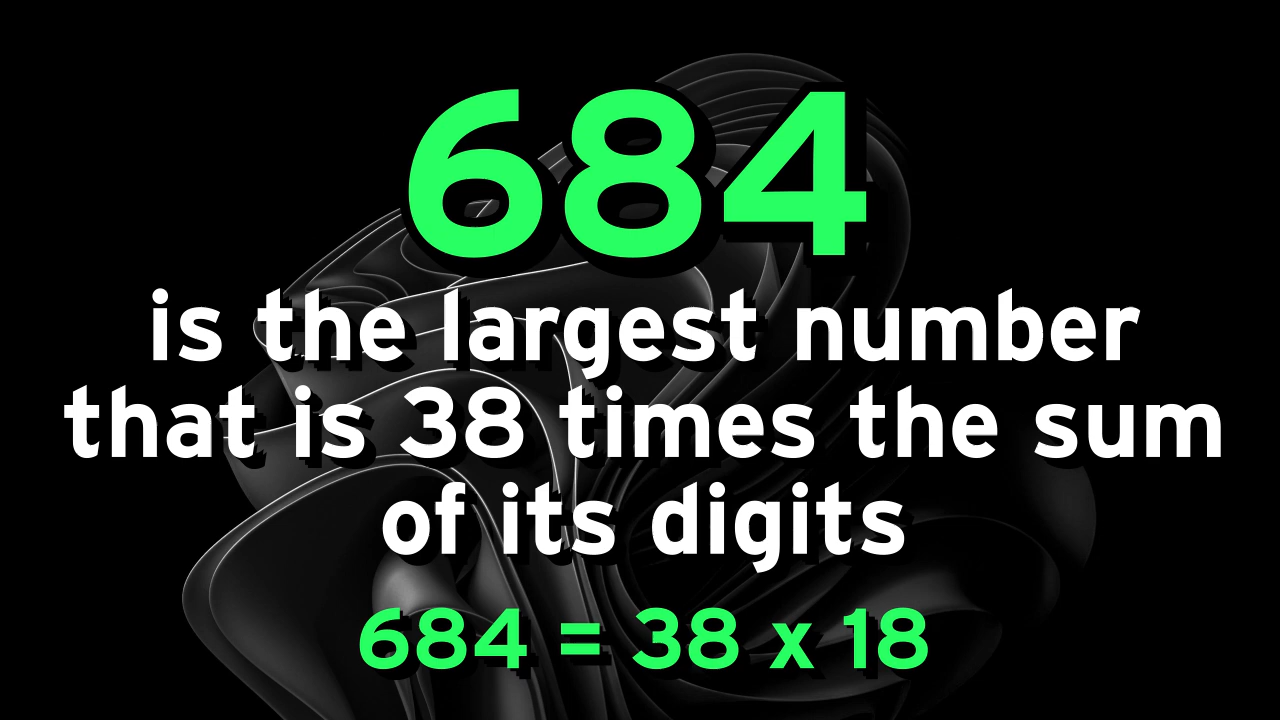 684
is the largest number
that is 38 times the sum
of its digits
684 = 38 x 18